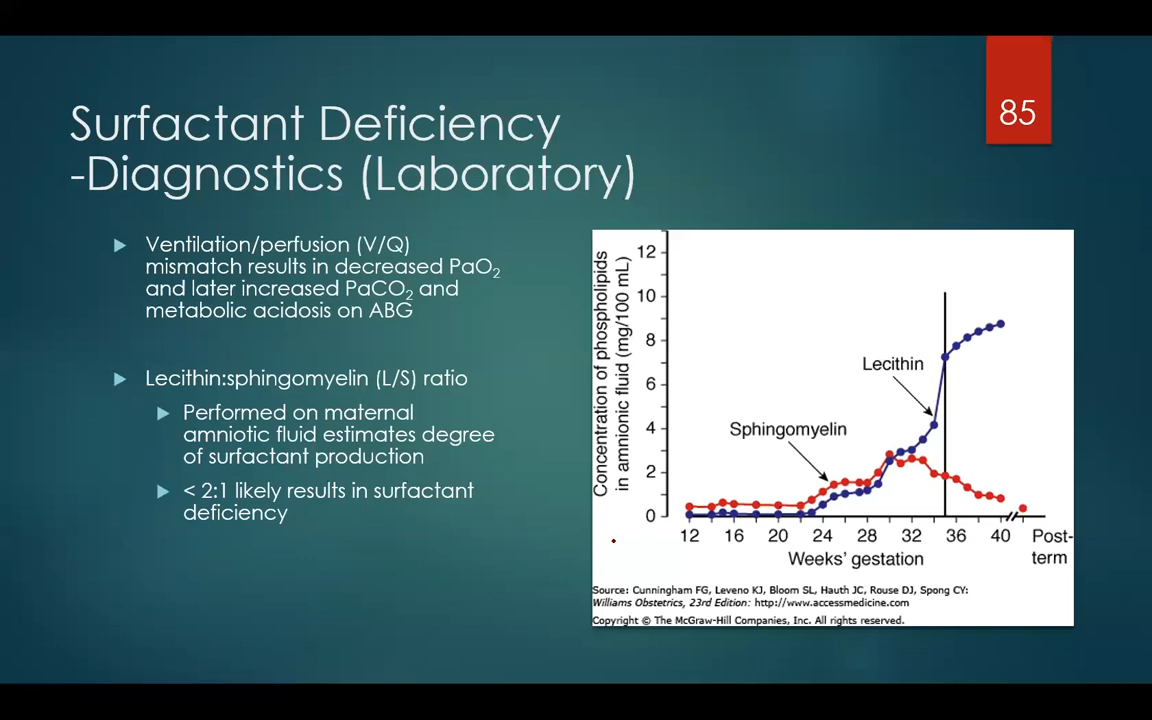 85
Surfactant Deficiency
-Diagnostics (Laboratory)
Ventilation/perfusion (V/Q)
mismatch results in decreased PaO2
and later increased PaCO2 and
metabolic acidosis on ABG
Lecithin:sphingomyelin (L/S) ratio
Performed on maternal
amniotic fluid estimates degree
of surfactant production
< 2:1 likely results in surfactant
deficiency
Concentration of phospholipids
in amnionic fluid (mg/100 mL)
12
10
8
6
4
2
0
Lecithin
Sphingomyelin
12 16 20 24 28 32 36 40 Post-
term
Weeks' gestation
Source: Cunningham FG, Leveno KJ, Bloom SL, Hauth JC, Rouse DJ, Spong CY:
Williams Obstetrics, 23rd Edition: http://www.accessmedicine.com
Copyright © The McGraw-Hill Companies, Inc. All rights reserved.